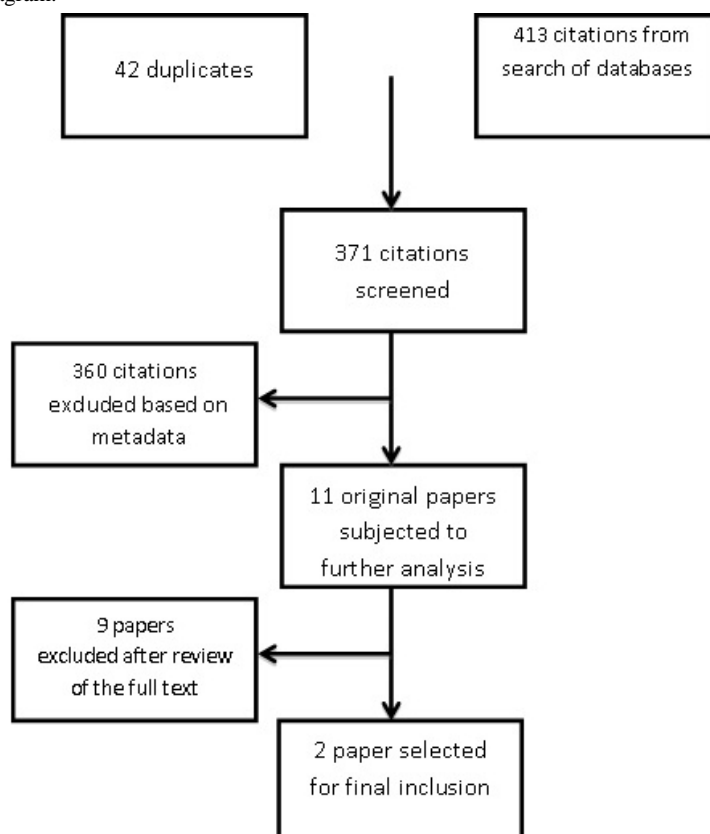 42 duplicates
413 citations from
search of databases
371 citations
screened
360 citations
exduded based on
metadata
11 original papers
subjected to
further analysis
9 papers
excluded after review
of the full text
2 paper selected
for final inclusion